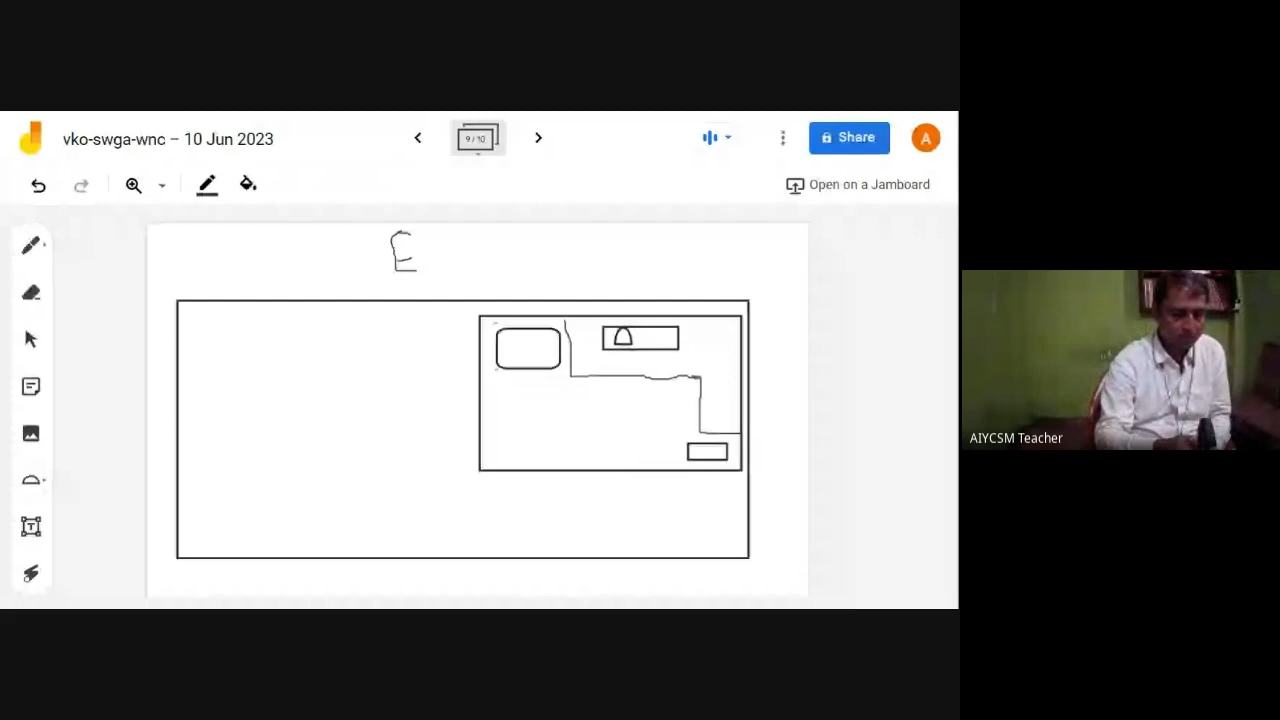 vko-swga-wnc – 10 Jun 2023
9 / 10
Share
A
Open on a Jamboard
E
T
AIYCSM Teacher